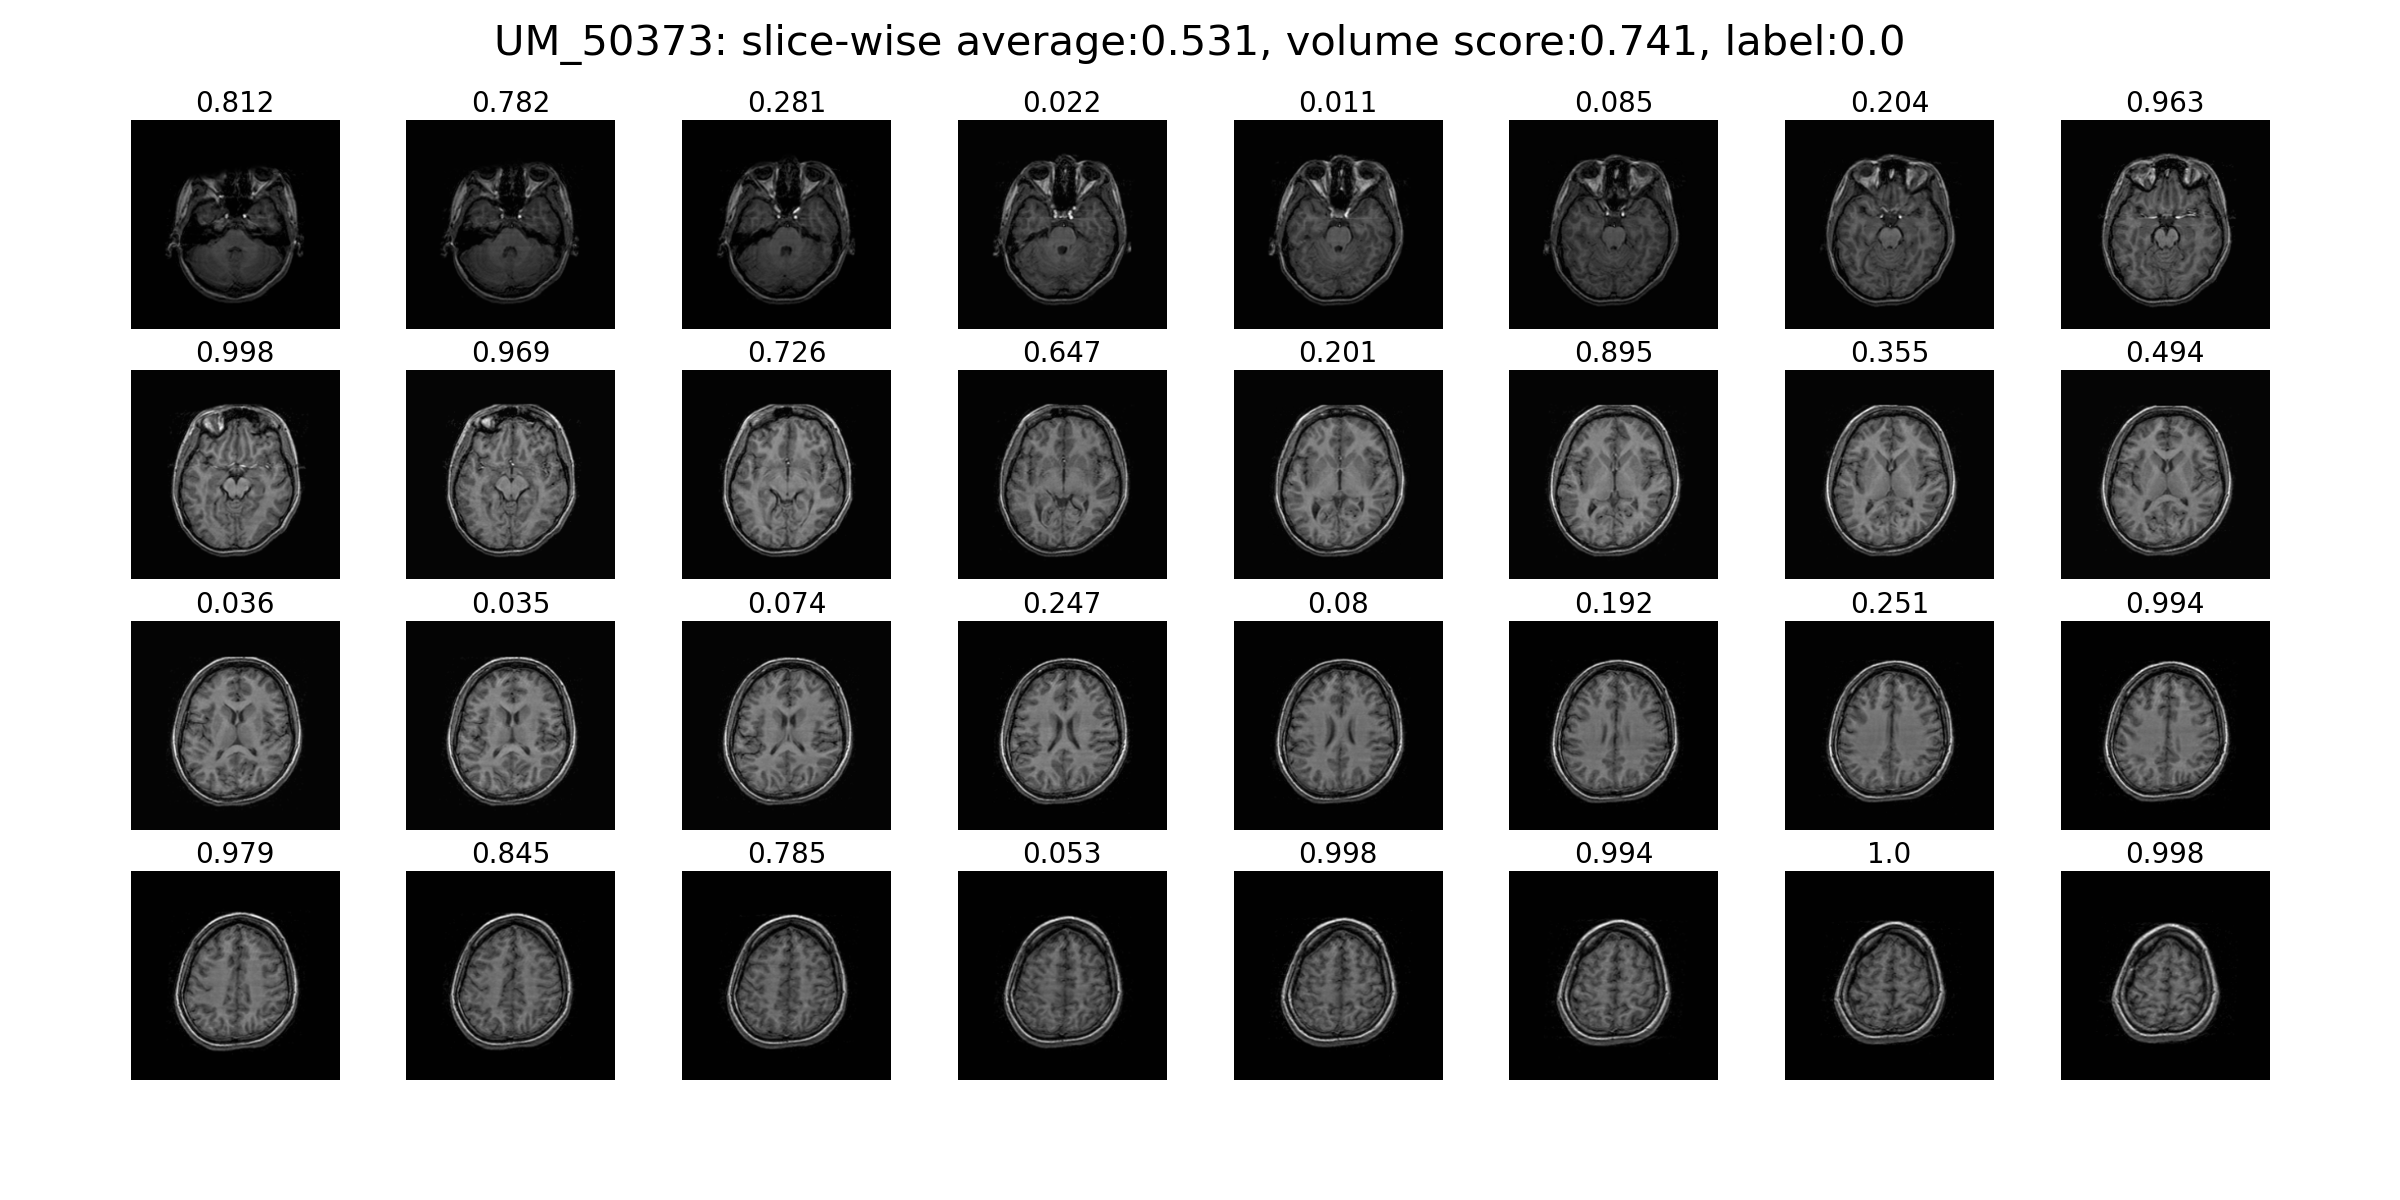 UM_50373: slice-wise average:0.531, volume score:0.741, label:0.0
0.812 0.782 0.281 0.022 0.011 0.085 0.204 0.963
0.998 0.969 0.726 0.647 0.201 0.895 0.355 0.494
0.036 0.035 0.074 0.247 0.08 0.192 0.251 0.994
0.979 0.845 0.785 0.053 0.998 0.994 1.0 0.998